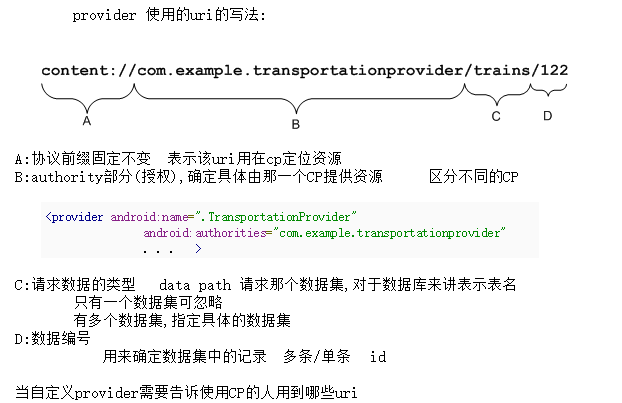 provider 使用的uri的写法:
content://com.example.transportationprovider/trains/122
A
B
C
D
A:协议前缀固定不变 表示该uri用在cp定位资源
B:authority部分(授权),确定具体由那一个CP提供资源 区分不同的CP
<provider android:name=".TransportationProvider"
android:authorities="com.example.transportationprovider"
. . . >
C:请求数据的类型 data path 请求那个数据集,对于数据库来讲表示表名
只有一个数据集可忽略
有多个数据集,指定具体的数据集
D:数据编号
用来确定数据集中的记录 多条/单条 id
当自定义provider需要告诉使用CP的人用到哪些uri